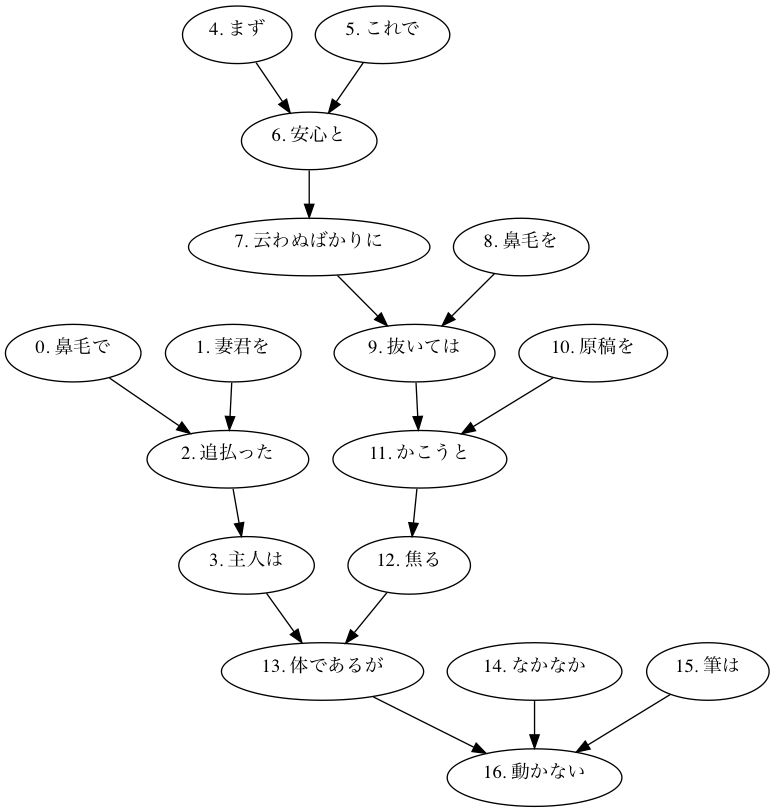 4. まず
5. これで
6. 安心と
7. 云わぬばかりに
8. 鼻毛を
0. 鼻毛で
1. 妻君を
9. 抜いては
10. 原稿を
2. 追払った
11. かこうと
3. 主人は
12. 焦る
13. 体であるが
14. なかなか
15. 筆は
16. 動かない